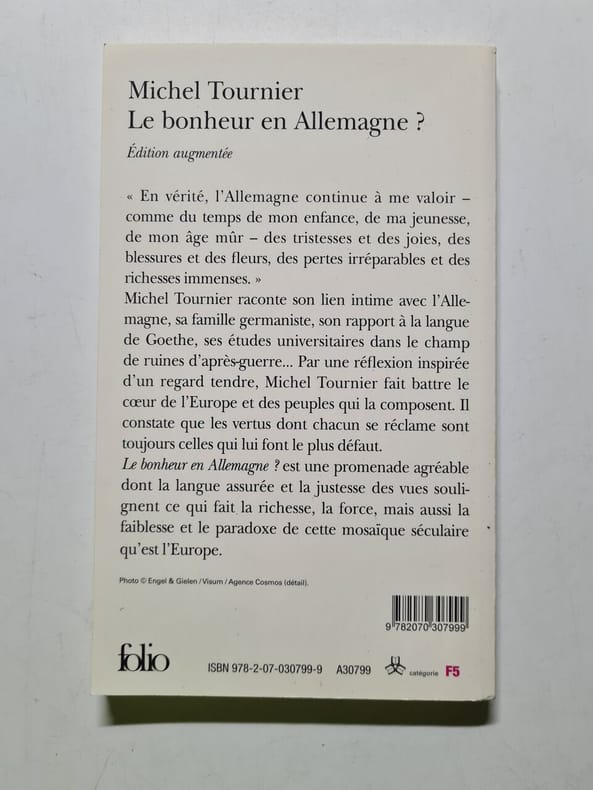 Michel Tournier
Le bonheur en Allemagne ?
Édition augmentée
« En vérité, l'Allemagne continue à me valoir –
comme du temps de mon enfance, de ma jeunesse,
de mon âge mûr – des tristesses et des joies, des
blessures et des fleurs, des pertes irréparables et des
richesses immenses. »
Michel Tournier raconte son lien intime avec l'Alle-
magne, sa famille germaniste, son rapport à la langue
de Goethe, ses études universitaires dans le champ
de ruines d'après-guerre... Par une réflexion inspirée
d'un regard tendre, Michel Tournier fait battre le
cœur de l'Europe et des peuples qui la composent. Il
constate que les vertus dont chacun se réclame sont
toujours celles qui lui font le plus défaut.
Le bonheur en Allemagne ? est une promenade agréable
dont la langue assurée et la justesse des vues souli-
gnent ce qui fait la richesse, la force, mais aussi la
faiblesse et le paradoxe de cette mosaïque séculaire
qu'est l'Europe.
Photo © Engel & Gielen / Visum / Agence Cosmos (détail).
9 782070 307999
folio ISBN 978-2-07-030799-9 A30799 catégorie F5